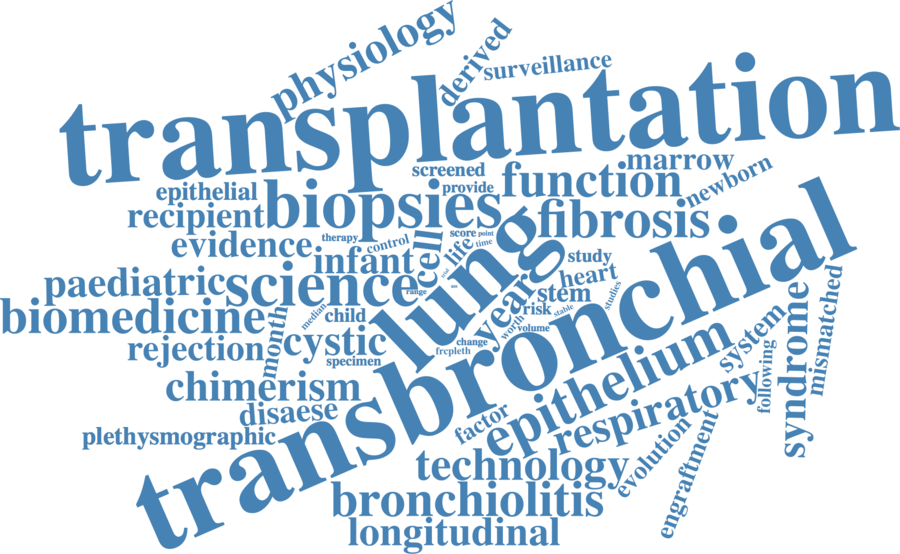 physiology
derived
surveillance
transplantation
screened
marrow
epithelial
provide
function
newborn
recipient
biopsies
fibrosis
evidence
therapy
control
cell
score
point
life
time
lung
infant
study
paediatrics
science
range
trial
heart
year
stem
studies
biomedicine
median
child
risk
stable
worth
volume
month
rejection
cystic
specimen
change
frcpleth
transbronchial
system
syndrome
mismatched
following
chimerism
disaese
plethysmographic
factor
epithelium
respiratory
technology
evolution
engraftment
bronchiolitis
longitudinal